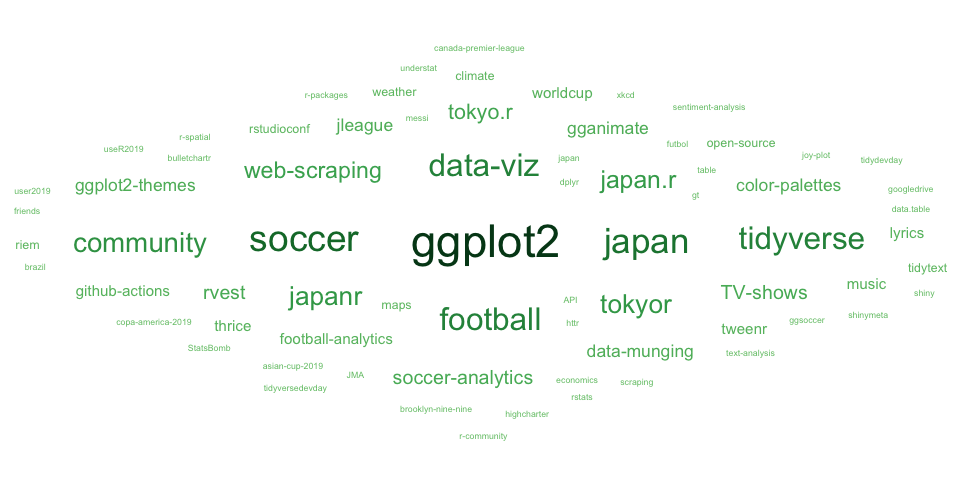 canada-premier-league
understat
climate
r-packages
weather
worldcup
xkcd
sentiment-analysis
tokyo.r
messi
jleague
rstudioconf
gganimate
r-spatial
futbol
open-source
useR2019
bulletchartr
joy-plot
tidydevday
web-scraping
data-viz
japan
dplyr
japan.r
table
gt
color-palettes
user2019
ggplot2-themes
googledrive
friends
data.table
riem
community
soccer
ggplot2
japan
tidyverse
lyrics
brazil
tidytext
github-actions
rvest
japanr
maps
API
tokyor
TV-shows
music
shiny
copa-america-2019
thrice
football
httr
tweenr
ggsoccer
shinymeta
StatsBomb
football-analytics
data-munging
text-analysis
asian-cup-2019
JMA
tidyversedevday
soccer-analytics
economics
scraping
rstats
brooklyn-nine-nine
highcharter
r-community